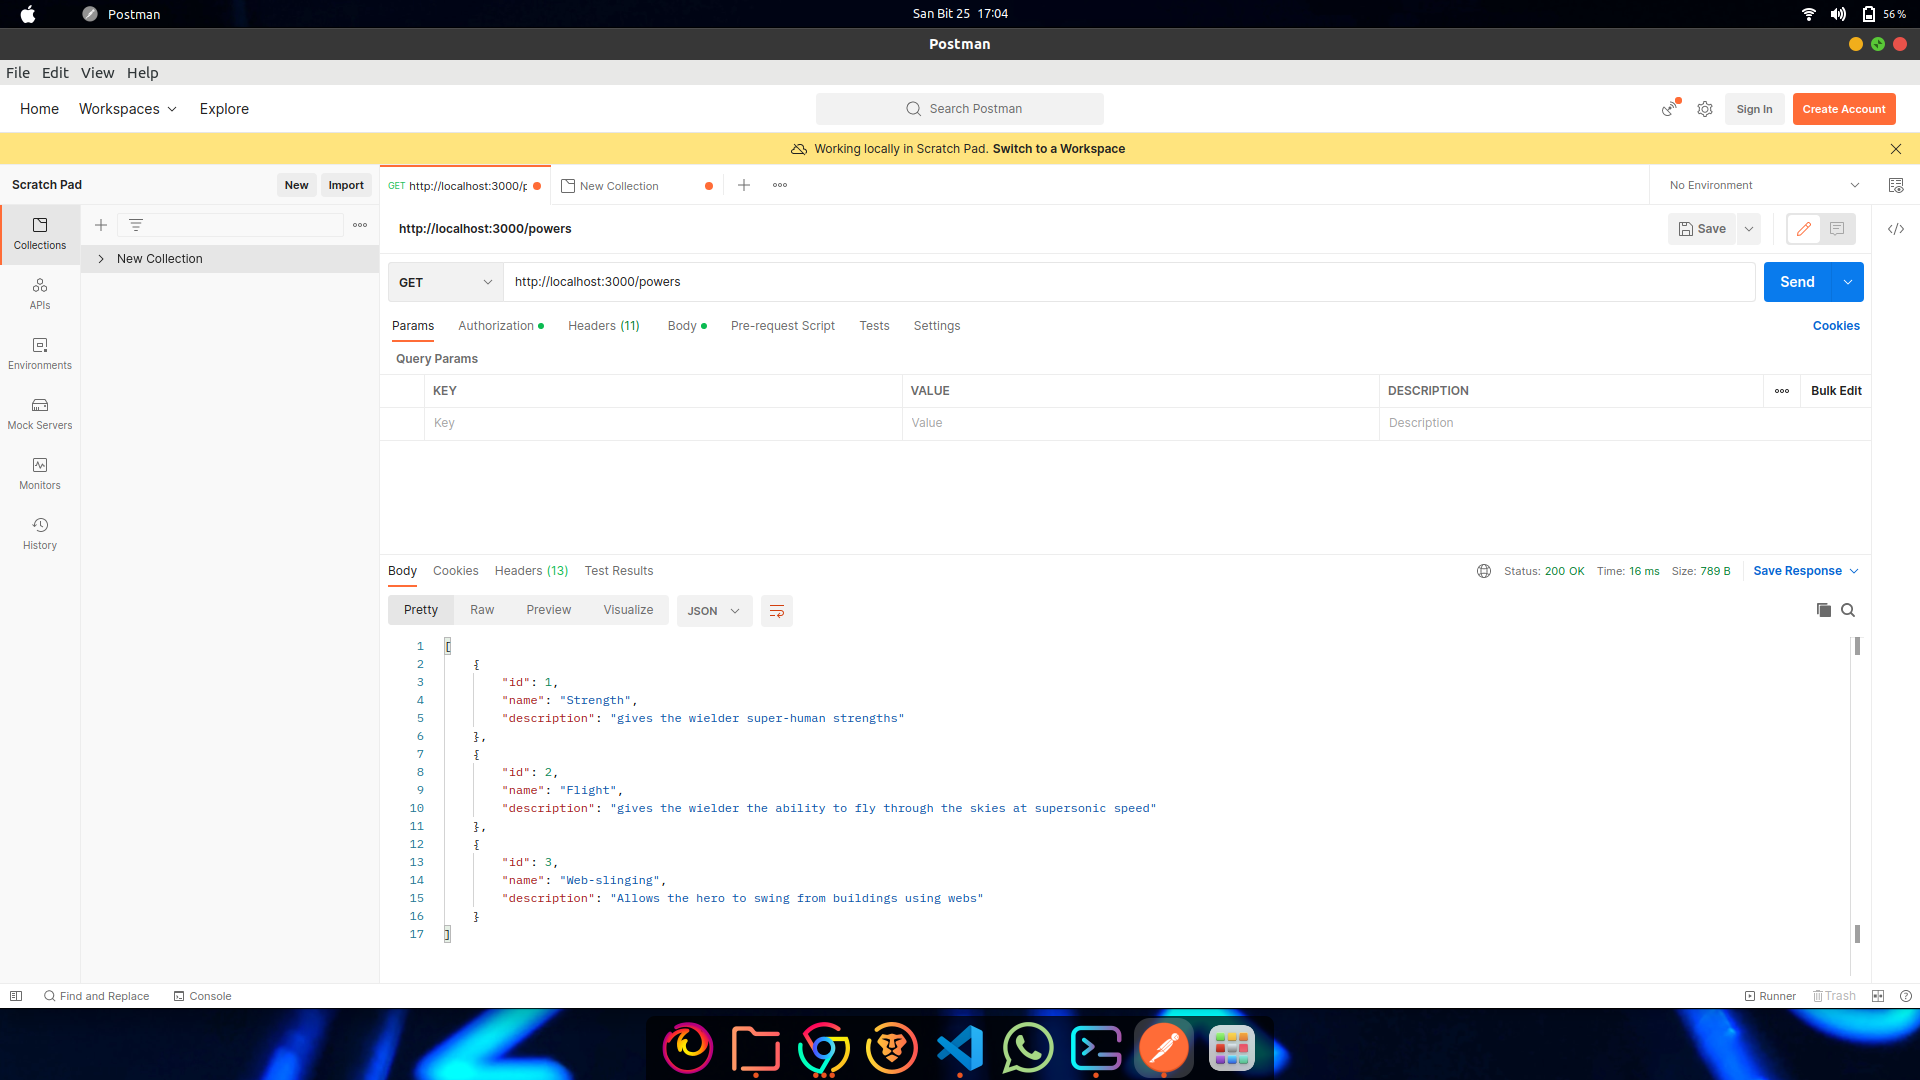 Postman
San Bit 25 17:04
56 %
Postman
File Edit View Help
Home Workspaces Explore
Search Postman
Sign In
Create Account
Working locally in Scratch Pad. Switch to a Workspace
Scratch Pad
New
Import
GET http://localhost:3000/p
New Collection
No Environment
Collections
New Collection
http://localhost:3000/powers
Save
</>
APIs
Environments
Mock Servers
Monitors
History
GET
http://localhost:3000/powers
Send
Params Authorization Headers (11) Body Pre-request Script Tests Settings
Cookies
Query Params
KEY VALUE DESCRIPTION
Bulk Edit
Key Value Description
Body Cookies Headers (13) Test Results
Status: 200 OK Time: 16 ms Size: 789 B
Save Response
Pretty Raw Preview Visualize
JSON
1 [
2 {
3 "id": 1,
4 "name": "Strength",
5 "description": "gives the wielder super-human strengths"
6 },
7 {
8 "id": 2,
9 "name": "Flight",
10 "description": "gives the wielder the ability to fly through the skies at supersonic speed"
11 },
12 {
13 "id": 3,
14 "name": "Web-slinging",
15 "description": "Allows the hero to swing from buildings using webs"
16 }
17 ]
Find and Replace
Console
Runner
Trash